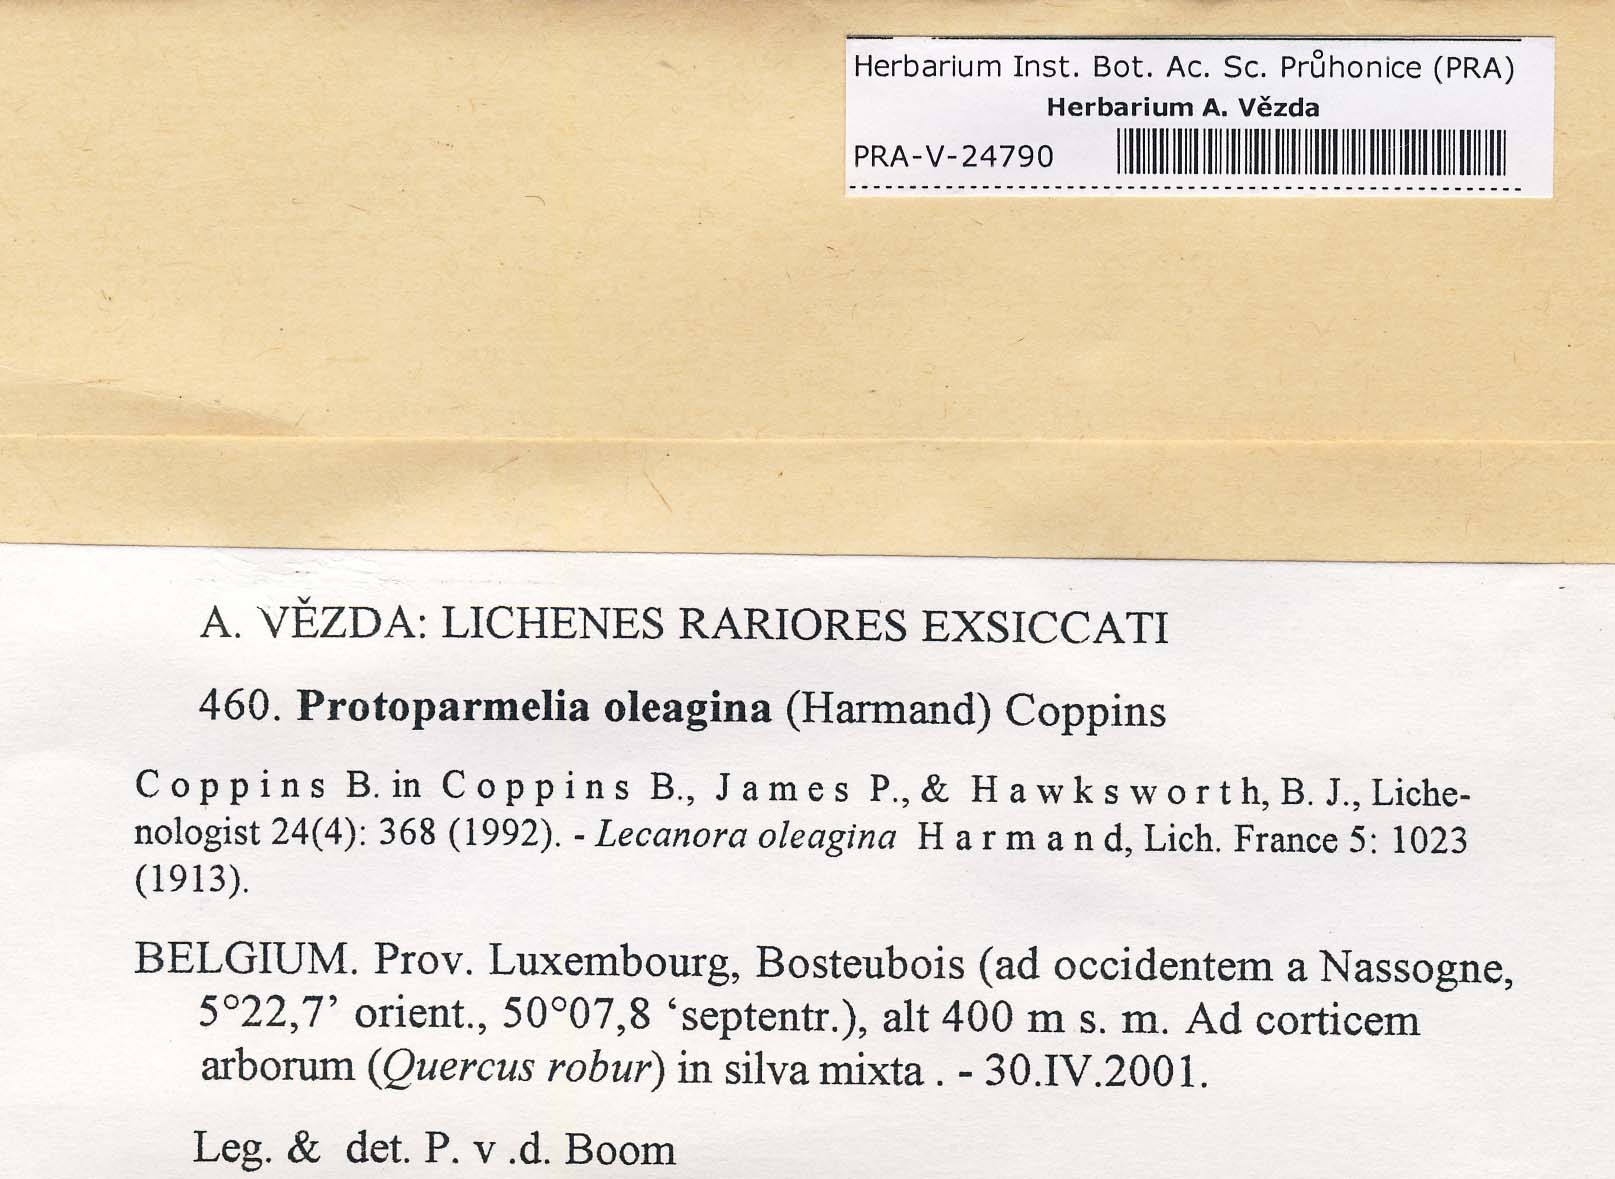 Herbarium Inst. Bot. Ac. Sc. Průhonice (PRA)
Herbarium A. Vězda
PRA-V-24790
A. VĚZDA: LICHENES RARIORES EXSICCATI
460. Protoparmelia oleagina (Harmand) Coppins
Coppins B. in Coppins B., James P., & Hawksworth, B. J., Liche-
nologist 24(4): 368 (1992). - Lecanora oleagina Harmand, Lich. France 5: 1023
(1913).
BELGIUM. Prov. Luxembourg, Bosteubois (ad occidentem a Nassogne,
5°22,7’ orient., 50°07,8 ‘septentr.), alt 400 m s. m. Ad corticem
arborum (Quercus robur) in silva mixta . - 30.IV.2001.
Leg. & det. P. v .d. Boom